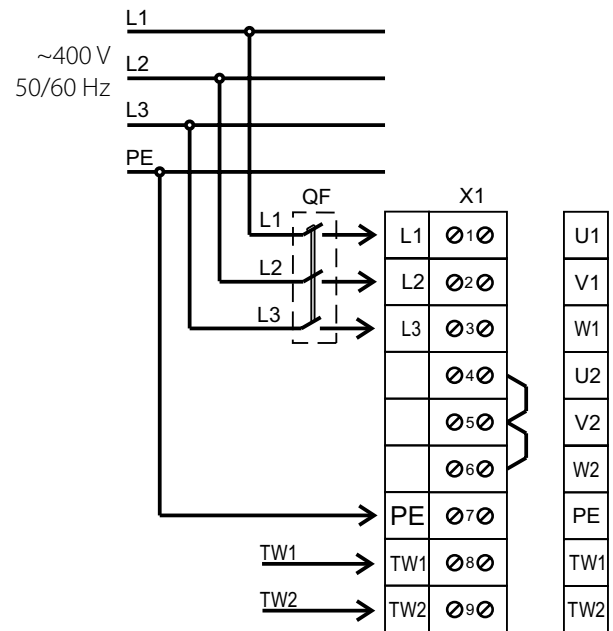 L1
~400 V
L2
50/60 Hz
L3
PE
QF
X1
L1
L1
1
U1
L2
L2
2
V1
L3
L3
3
W1
4
U2
5
V2
6
W2
PE
7
PE
TW1
TW1
8
TW1
TW2
TW2
9
TW2